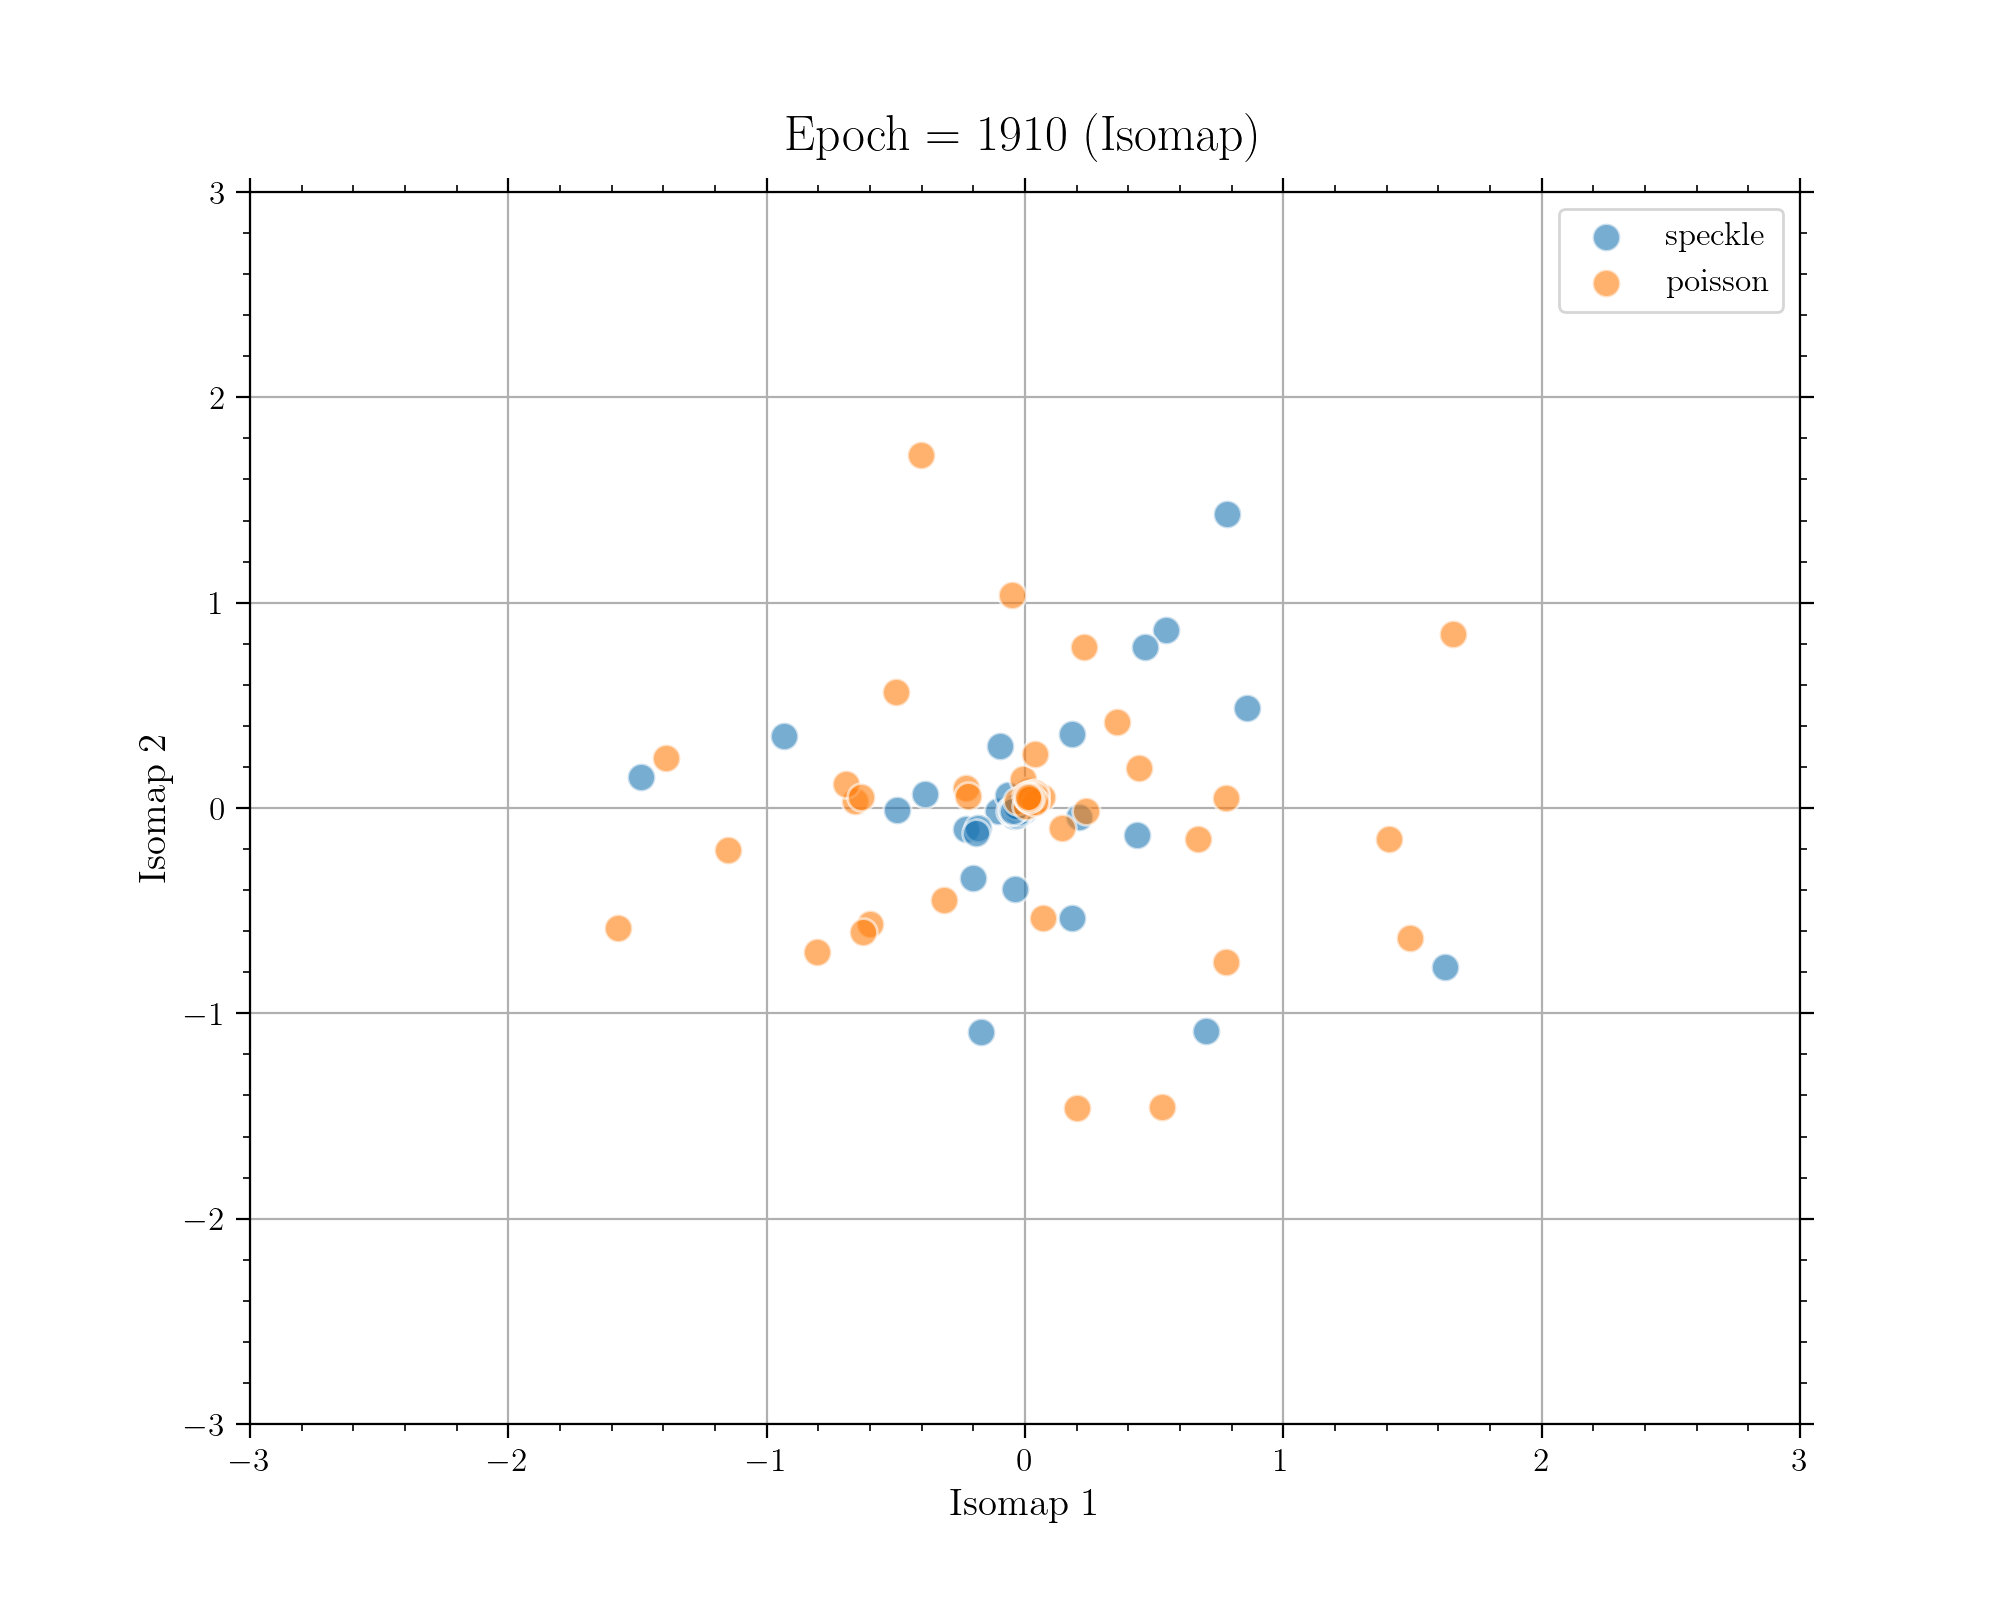 Epoch = 1910 (Isomap)
speckle
poisson
3
2
1
0
−1
−2
−3
Isomap 2
−3
−2
−1
0
1
2
3
Isomap 1